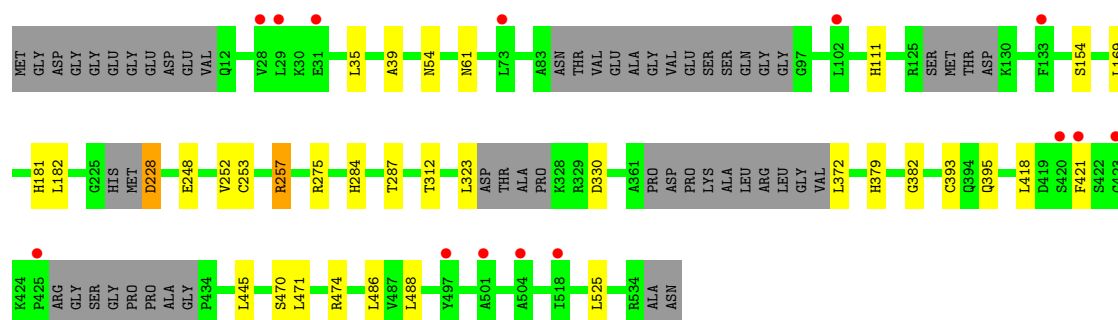 MET GLY ASP GLY GLY GLU GLY GLU ASP GLU VAL Q12 V28 L29 K30 E31 L35 A39 N54 N61 L73 A83 ASN THR VAL GLU ALA GLY VAL GLU SER SER GLN GLY GLY G97 L102 H111 R125 SER MET THR ASP K130 F133 S154 L169
H181 L182 G225 HIS MET D228 E248 V252 C253 R257 R275 H284 T287 T312 L323 ASP THR ALA PRO K328 R329 D330 A361 PRO ASP PRO LYS ALA LEU ARG LEU GLY VAL L372 H379 G382 C393 Q394 Q395 L418 D419 S420 F421 S422
K424 P425 ARG GLY SER GLY PRO PRO ALA GLY P434 L445 S470 L471 R474 L486 V487 L488 Y497 A501 A504 I518 L525 R534 ALA ASN